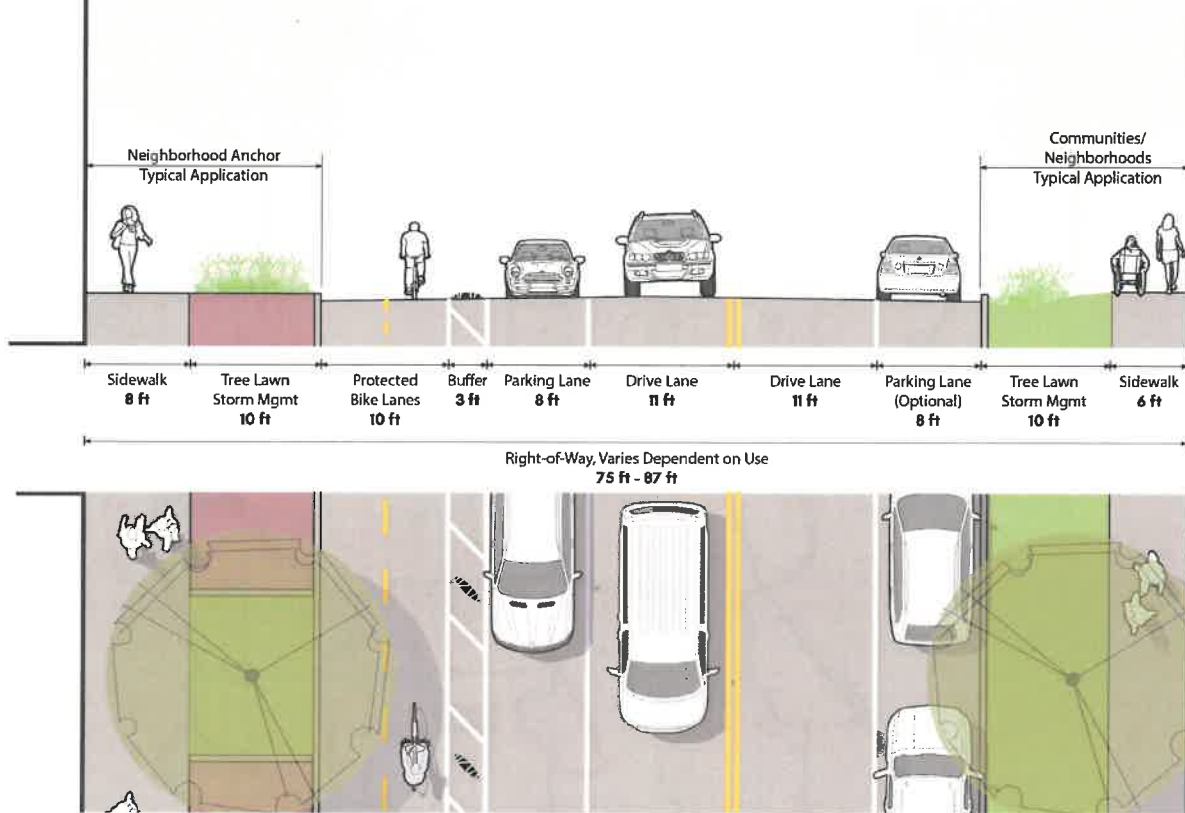 Neighborhood Anchor
Typical Application
Communities/
Neighborhoods
Typical Application
Sidewalk
8 ft
Tree Lawn
Storm Mgmt
10 ft
Protected
Bike Lanes
10 ft
Buffer
3 ft
Parking Lane
8 ft
Drive Lane
11 ft
Drive Lane
11 ft
Parking Lane
(Optional)
8 ft
Tree Lawn
Storm Mgmt
10 ft
Sidewalk
6 ft
Right-of-Way, Varies Dependent on Use
75 ft - 87 ft